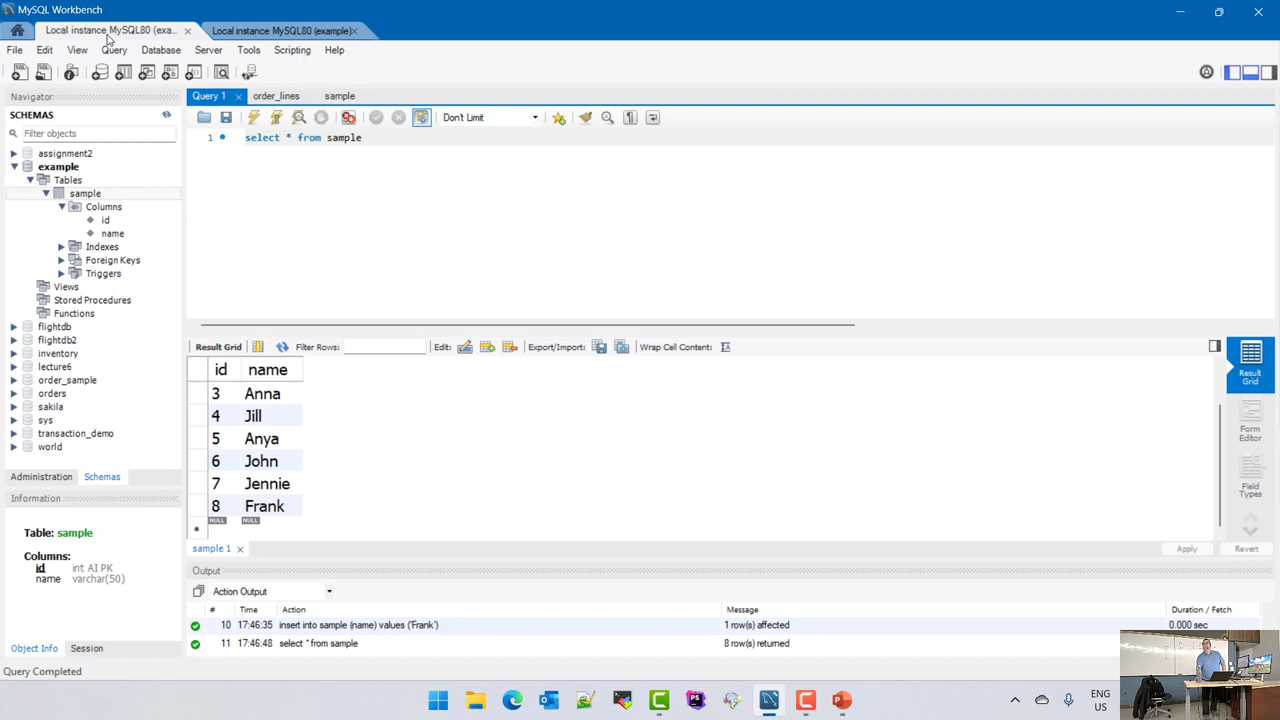 MySQL Workbench
Local instance MySQL80 (exa...
Local instance MySQL80 (example)
File Edit View Query Database Server Tools Scripting Help
Navigator
SCHEMAS
Filter objects
assignment2
example
Tables
sample
Columns
id
name
Indexes
Foreign Keys
Triggers
Views
Stored Procedures
Functions
flightdb
flightdb2
inventory
lecture6
order_sample
orders
sakila
sys
transaction_demo
world
Administration Schemas
Information
Table: sample
Columns:
id int AI PK
name varchar(50)
Object Info Session
Query Completed
Query 1 order_lines sample
Don't Limit
1 select * from sample
Result Grid Filter Rows: Edit: Export/Import: Wrap Cell Content:
id name
3 Anna
4 Jill
5 Anya
6 John
7 Jennie
8 Frank
NULL NULL
Result Grid
Form Editor
Field Types
sample 1
Apply Revert
Output
Action Output
# Time Action Message Duration / Fetch
10 17:46:35 insert into sample (name) values ('Frank') 1 row(s) affected 0.000 sec
11 17:46:48 select * from sample 8 row(s) returned
ENG
US